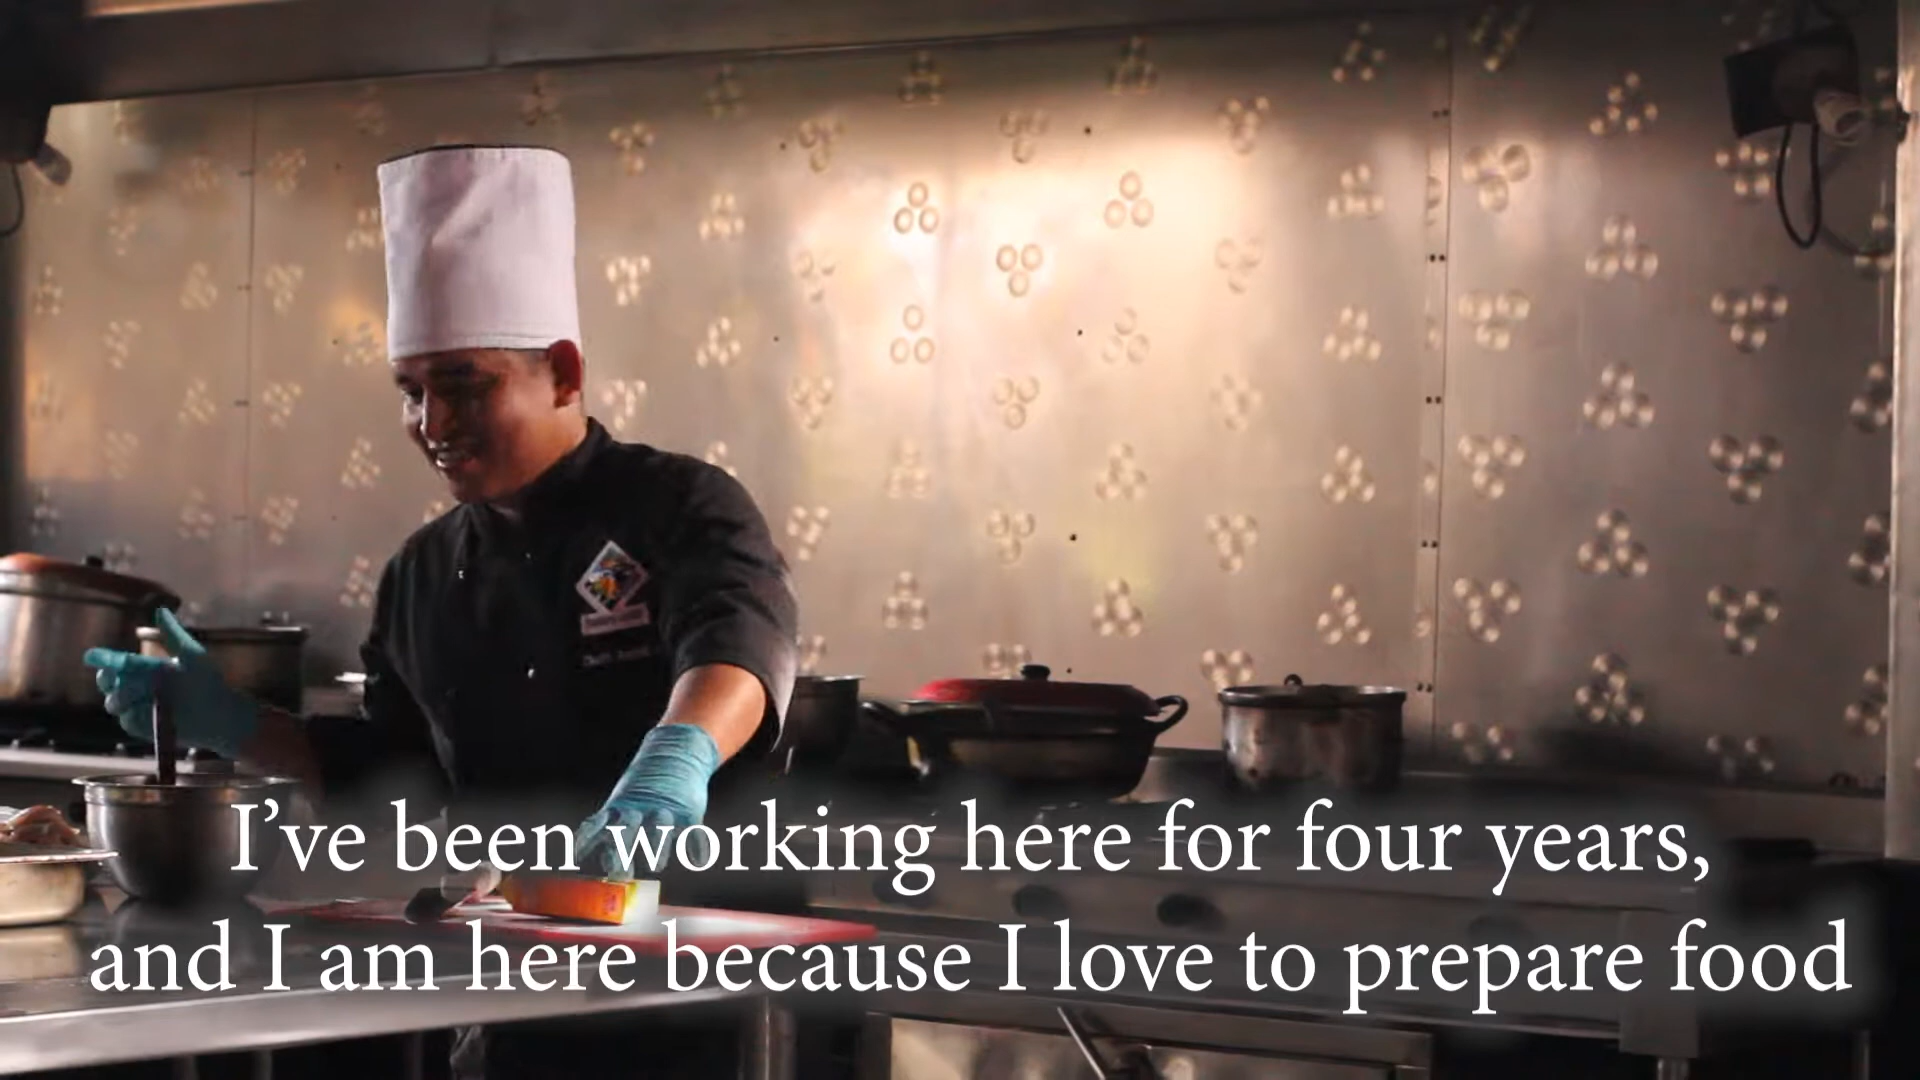 I’ve been working here for four years,
and I am here because I love to prepare food